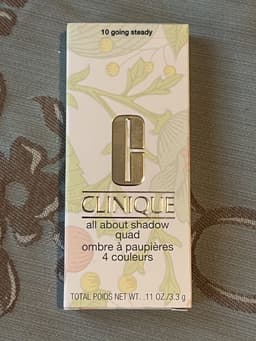 10 going steady
CLINIQUE
all about shadow
quad
ombre à paupières
4 couleurs
TOTAL POIDS NET WT. .11 OZ./3.3 g